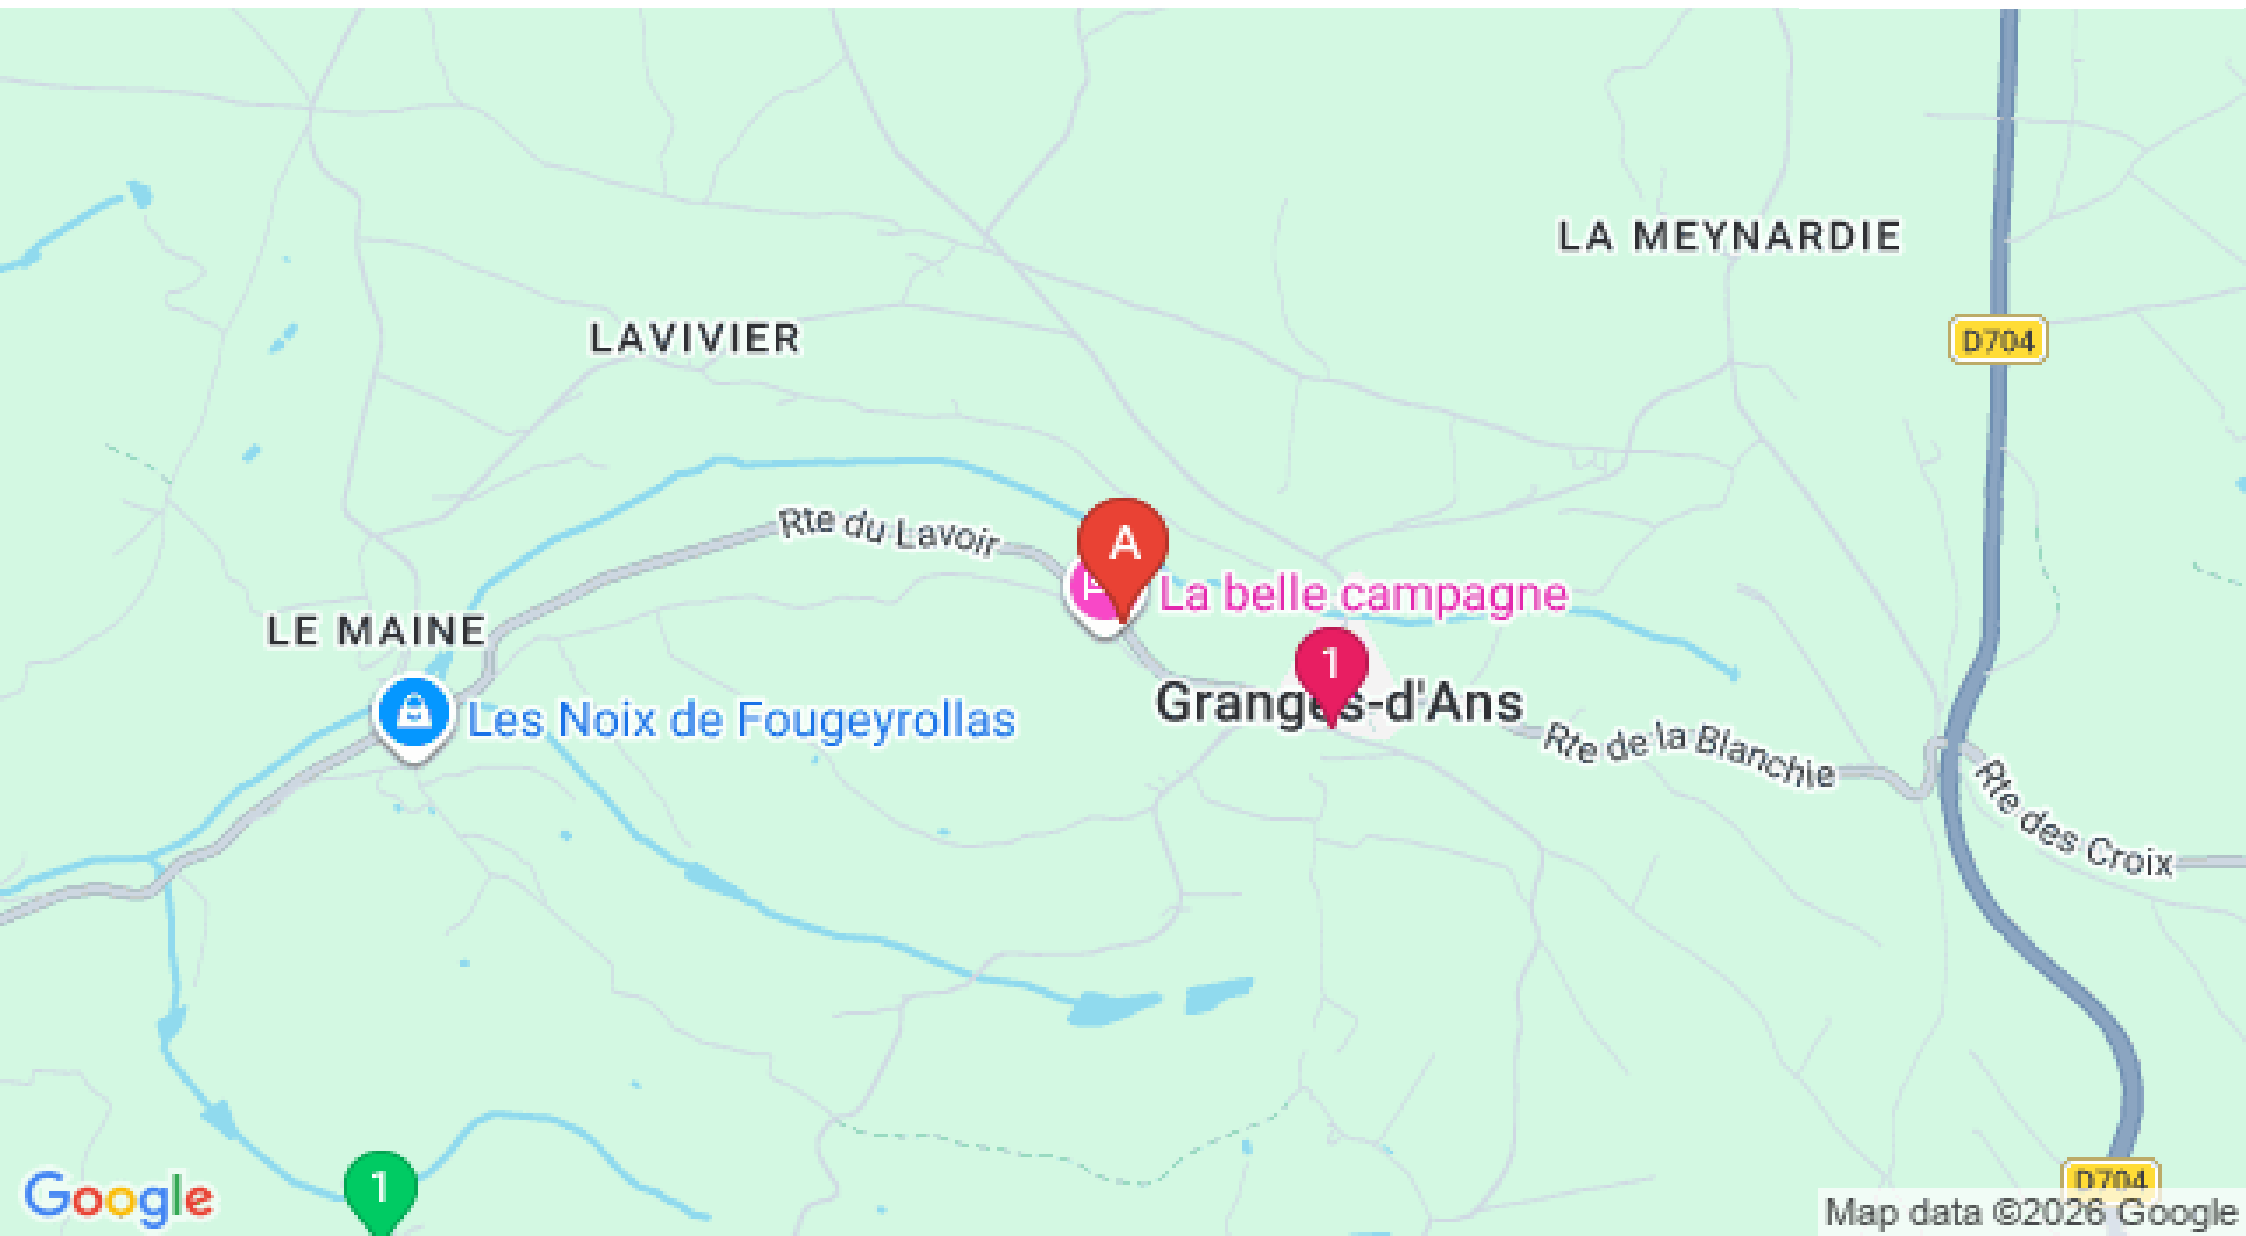 LA MEYNARDIE
LAVIVIER
D704
Rte du Lavoir
A
La belle campagne
LE MAINE
1
Granges-d'Ans
Les Noix de Fougeyrollas
Rte de la Blanchie
Rte des Croix
1
D704
Google
Map data ©2026 Google